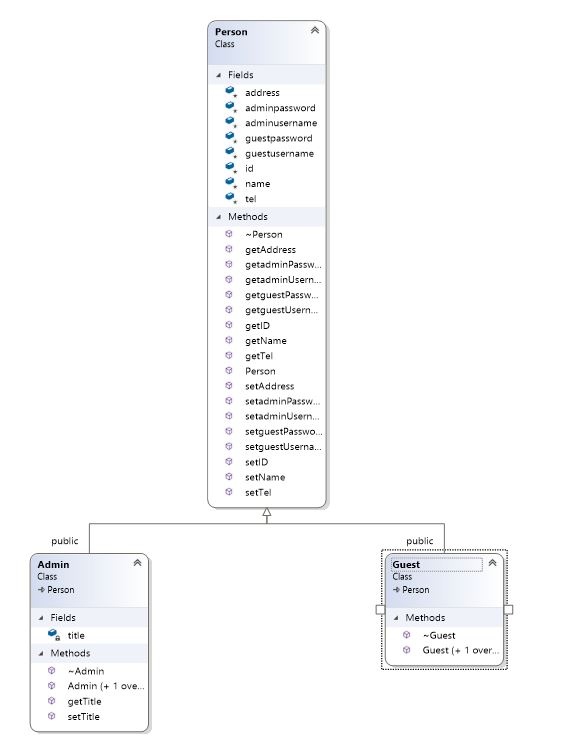 Person
Class
Fields
address
adminpassword
adminusername
guestpassword
guestusername
id
name
tel
Methods
~Person
getAddress
getadminPassw...
getadminUsern...
getguestPassw...
getguestUsern...
getID
getName
getTel
Person
setAddress
setadminPassw...
setadminUsern...
setguestPasswo...
setguestUserna...
setID
setName
setTel
public
public
Admin
Class
Person
Fields
title
Methods
~Admin
Admin (+ 1 ove...
getTitle
setTitle
Guest
Class
Person
Methods
~Guest
Guest (+ 1 over...